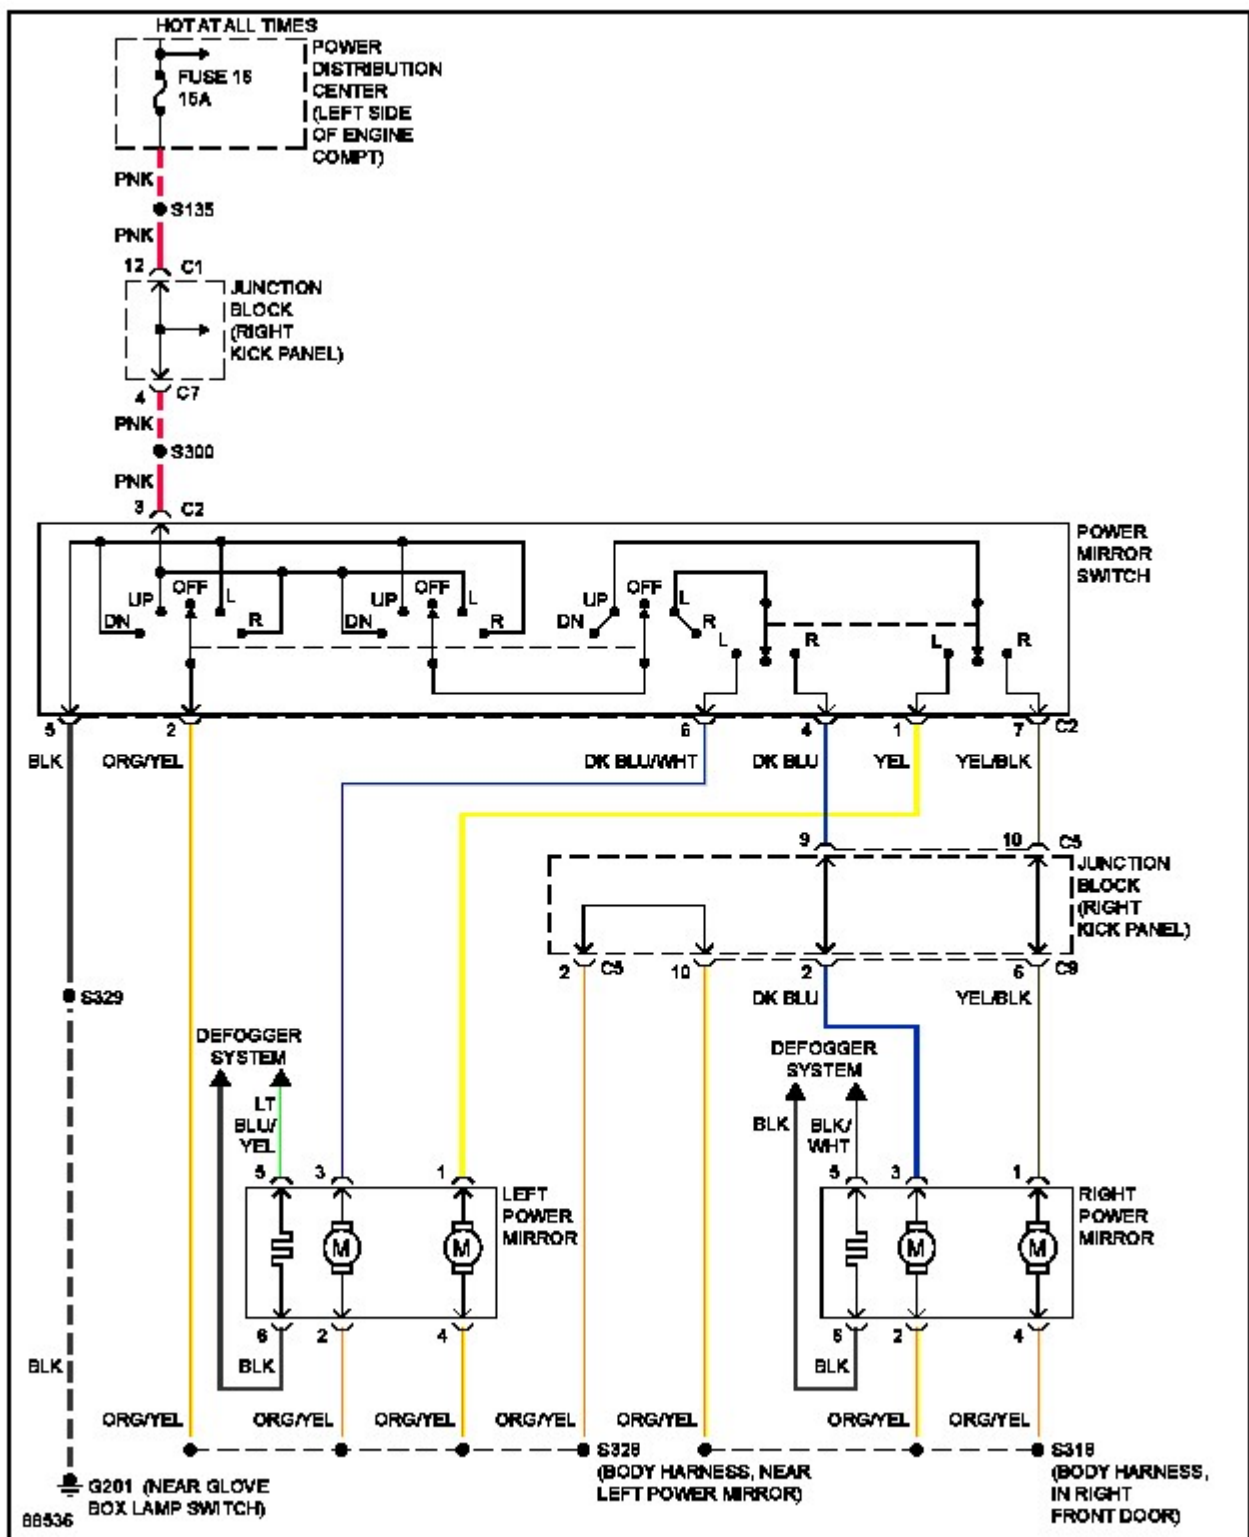 HOT AT ALL TIMES
POWER
DISTRIBUTION
CENTER
(LEFT SIDE
OF ENGINE
COMPT)
FUSE 16
15A
PNK
S135
PNK
12 C1
JUNCTION
BLOCK
(RIGHT
KICK PANEL)
4 C7
PNK
S300
PNK
3 C2
POWER
MIRROR
SWITCH
DN UP OFF L R
DN UP OFF L R
DN UP OFF L R
L R
L R
5 2 6 4 1 7 C2
BLK ORG/YEL DK BLU/WHT DK BLU YEL YEL/BLK
9 10 C5
JUNCTION
BLOCK
(RIGHT
KICK PANEL)
2 C5 10 2 6 C9
DK BLU YEL/BLK
S329
DEFOGGER
SYSTEM
LT
BLU/
YEL
DEFOGGER
SYSTEM
BLK
BLK/
WHT
5 3 1
LEFT
POWER
MIRROR
M M
6 2 4
5 3 1
RIGHT
POWER
MIRROR
M M
6 2 4
BLK BLK BLK
ORG/YEL ORG/YEL ORG/YEL ORG/YEL ORG/YEL ORG/YEL ORG/YEL
S328
(BODY HARNESS, NEAR
LEFT POWER MIRROR)
S318
(BODY HARNESS,
IN RIGHT
FRONT DOOR)
G201 (NEAR GLOVE
BOX LAMP SWITCH)
88536